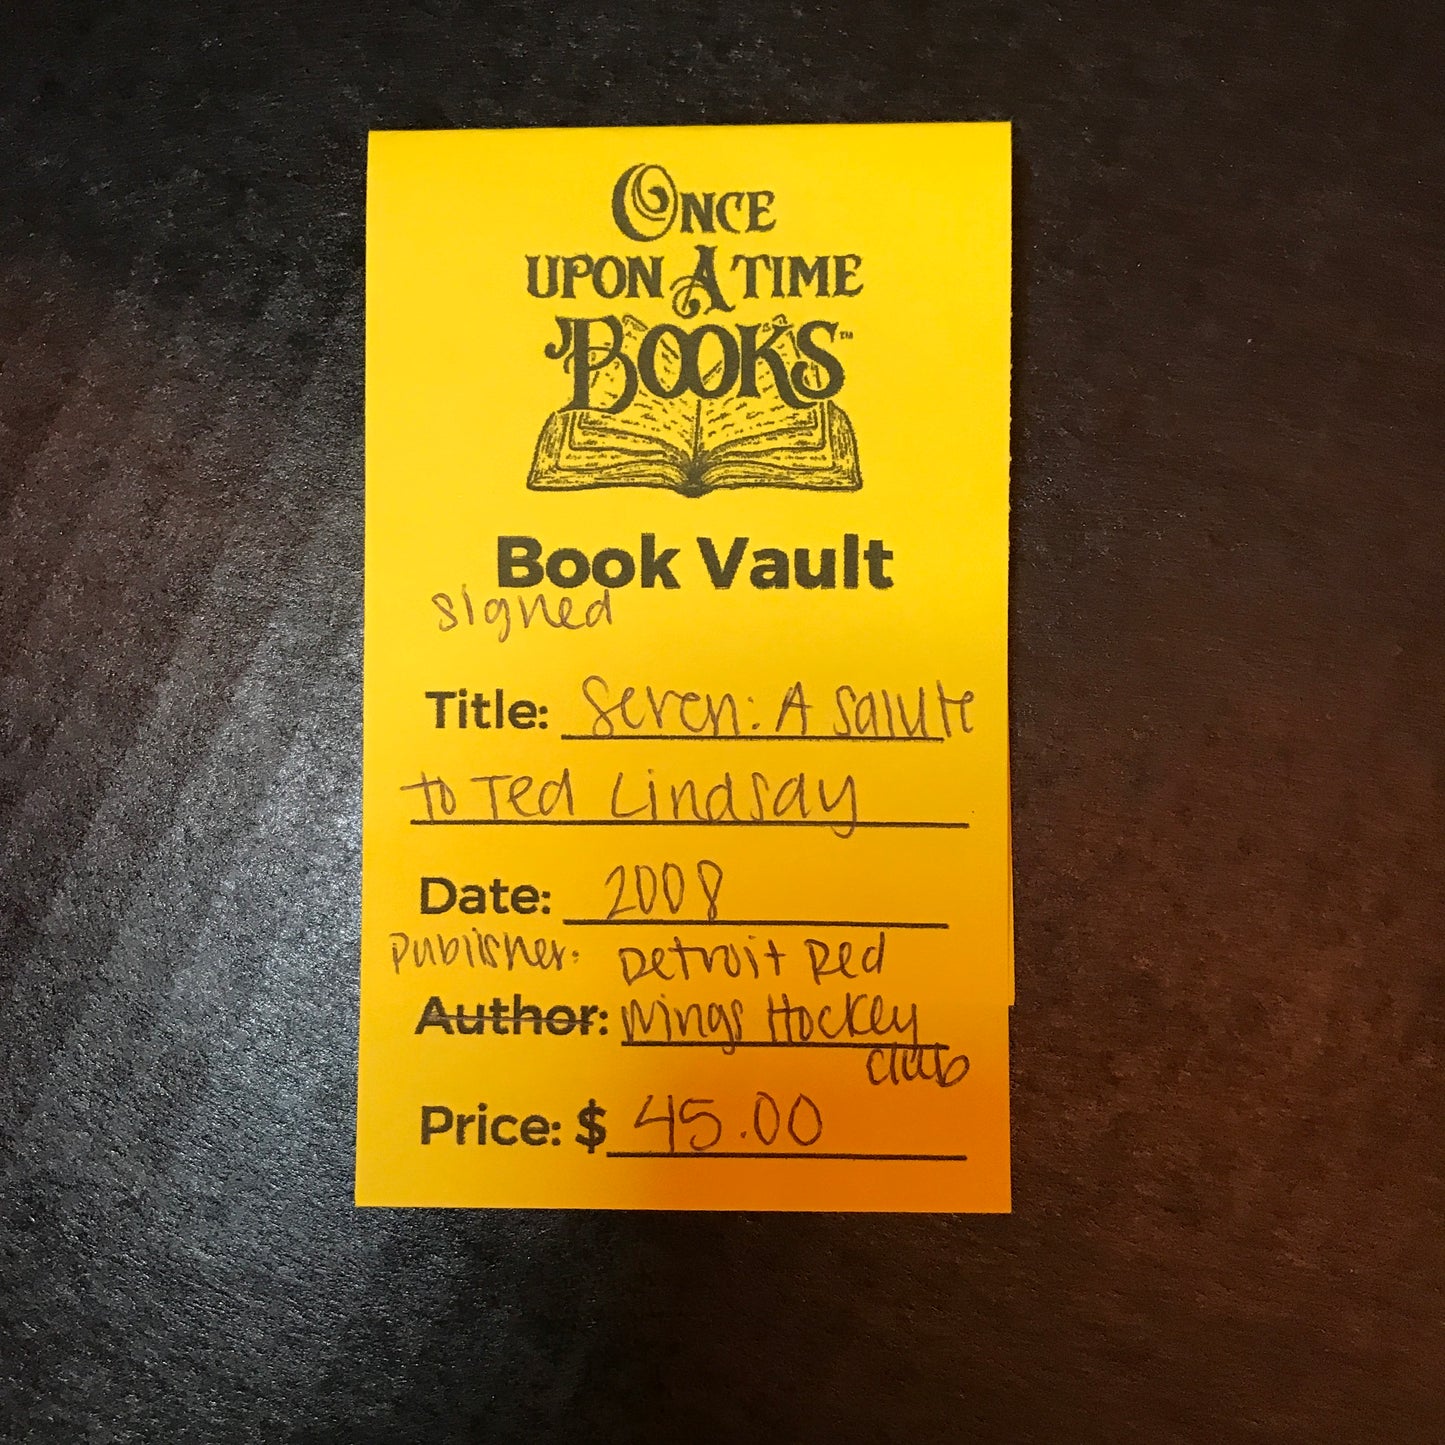 ONCE
UPON A TIME
BOOKS™
Book Vault
signed
Title: Seven: A Salute
to Ted Lindsay
Date: 2008
Publisher: Detroit Red
Author: Wings Hockey
club
Price: $ 45.00